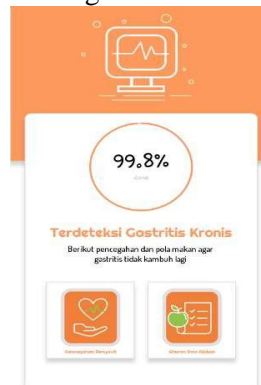 99.8%
Terdeteksi Gastritis Kronis
Berikut pencegahan dan pola makan agar
gastritis tidak kambuh lagi